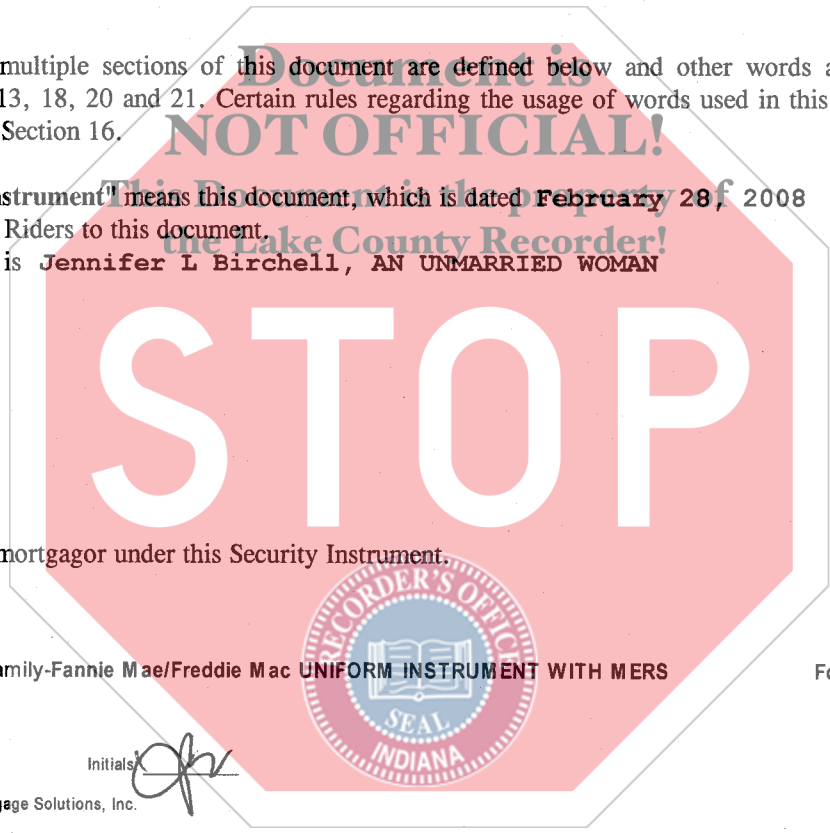 Document is
multiple sections of this document are defined below and other words a
13, 18, 20 and 21. Certain rules regarding the usage of words used in this
NOT OFFICIAL!
Section 16.
strument" means this document, which is dated February 28, 2008
This Document is the property of
Riders to this document.
the Lake County Recorder!
is Jennifer L Birchell, AN UNMARRIED WOMAN
STOP
mortgagor under this Security Instrument.
RECORDER'S OFFICE
SEAL
INDIANA
amily-Fannie Mae/Freddie Mac UNIFORM INSTRUMENT WITH MERS Fo
Initials
gage Solutions, Inc.